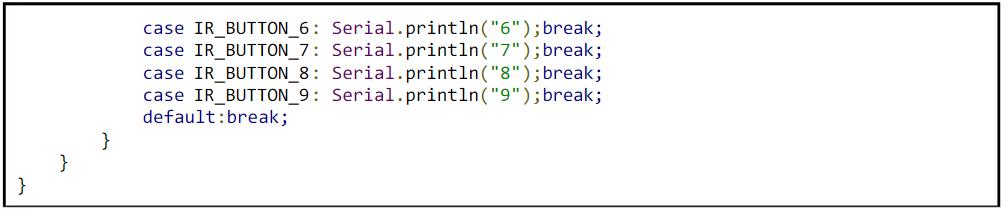 case IR_BUTTON_6: Serial.println("6");break;
case IR_BUTTON_7: Serial.println("7");break;
case IR_BUTTON_8: Serial.println("8");break;
case IR_BUTTON_9: Serial.println("9");break;
default:break;
}
}
}